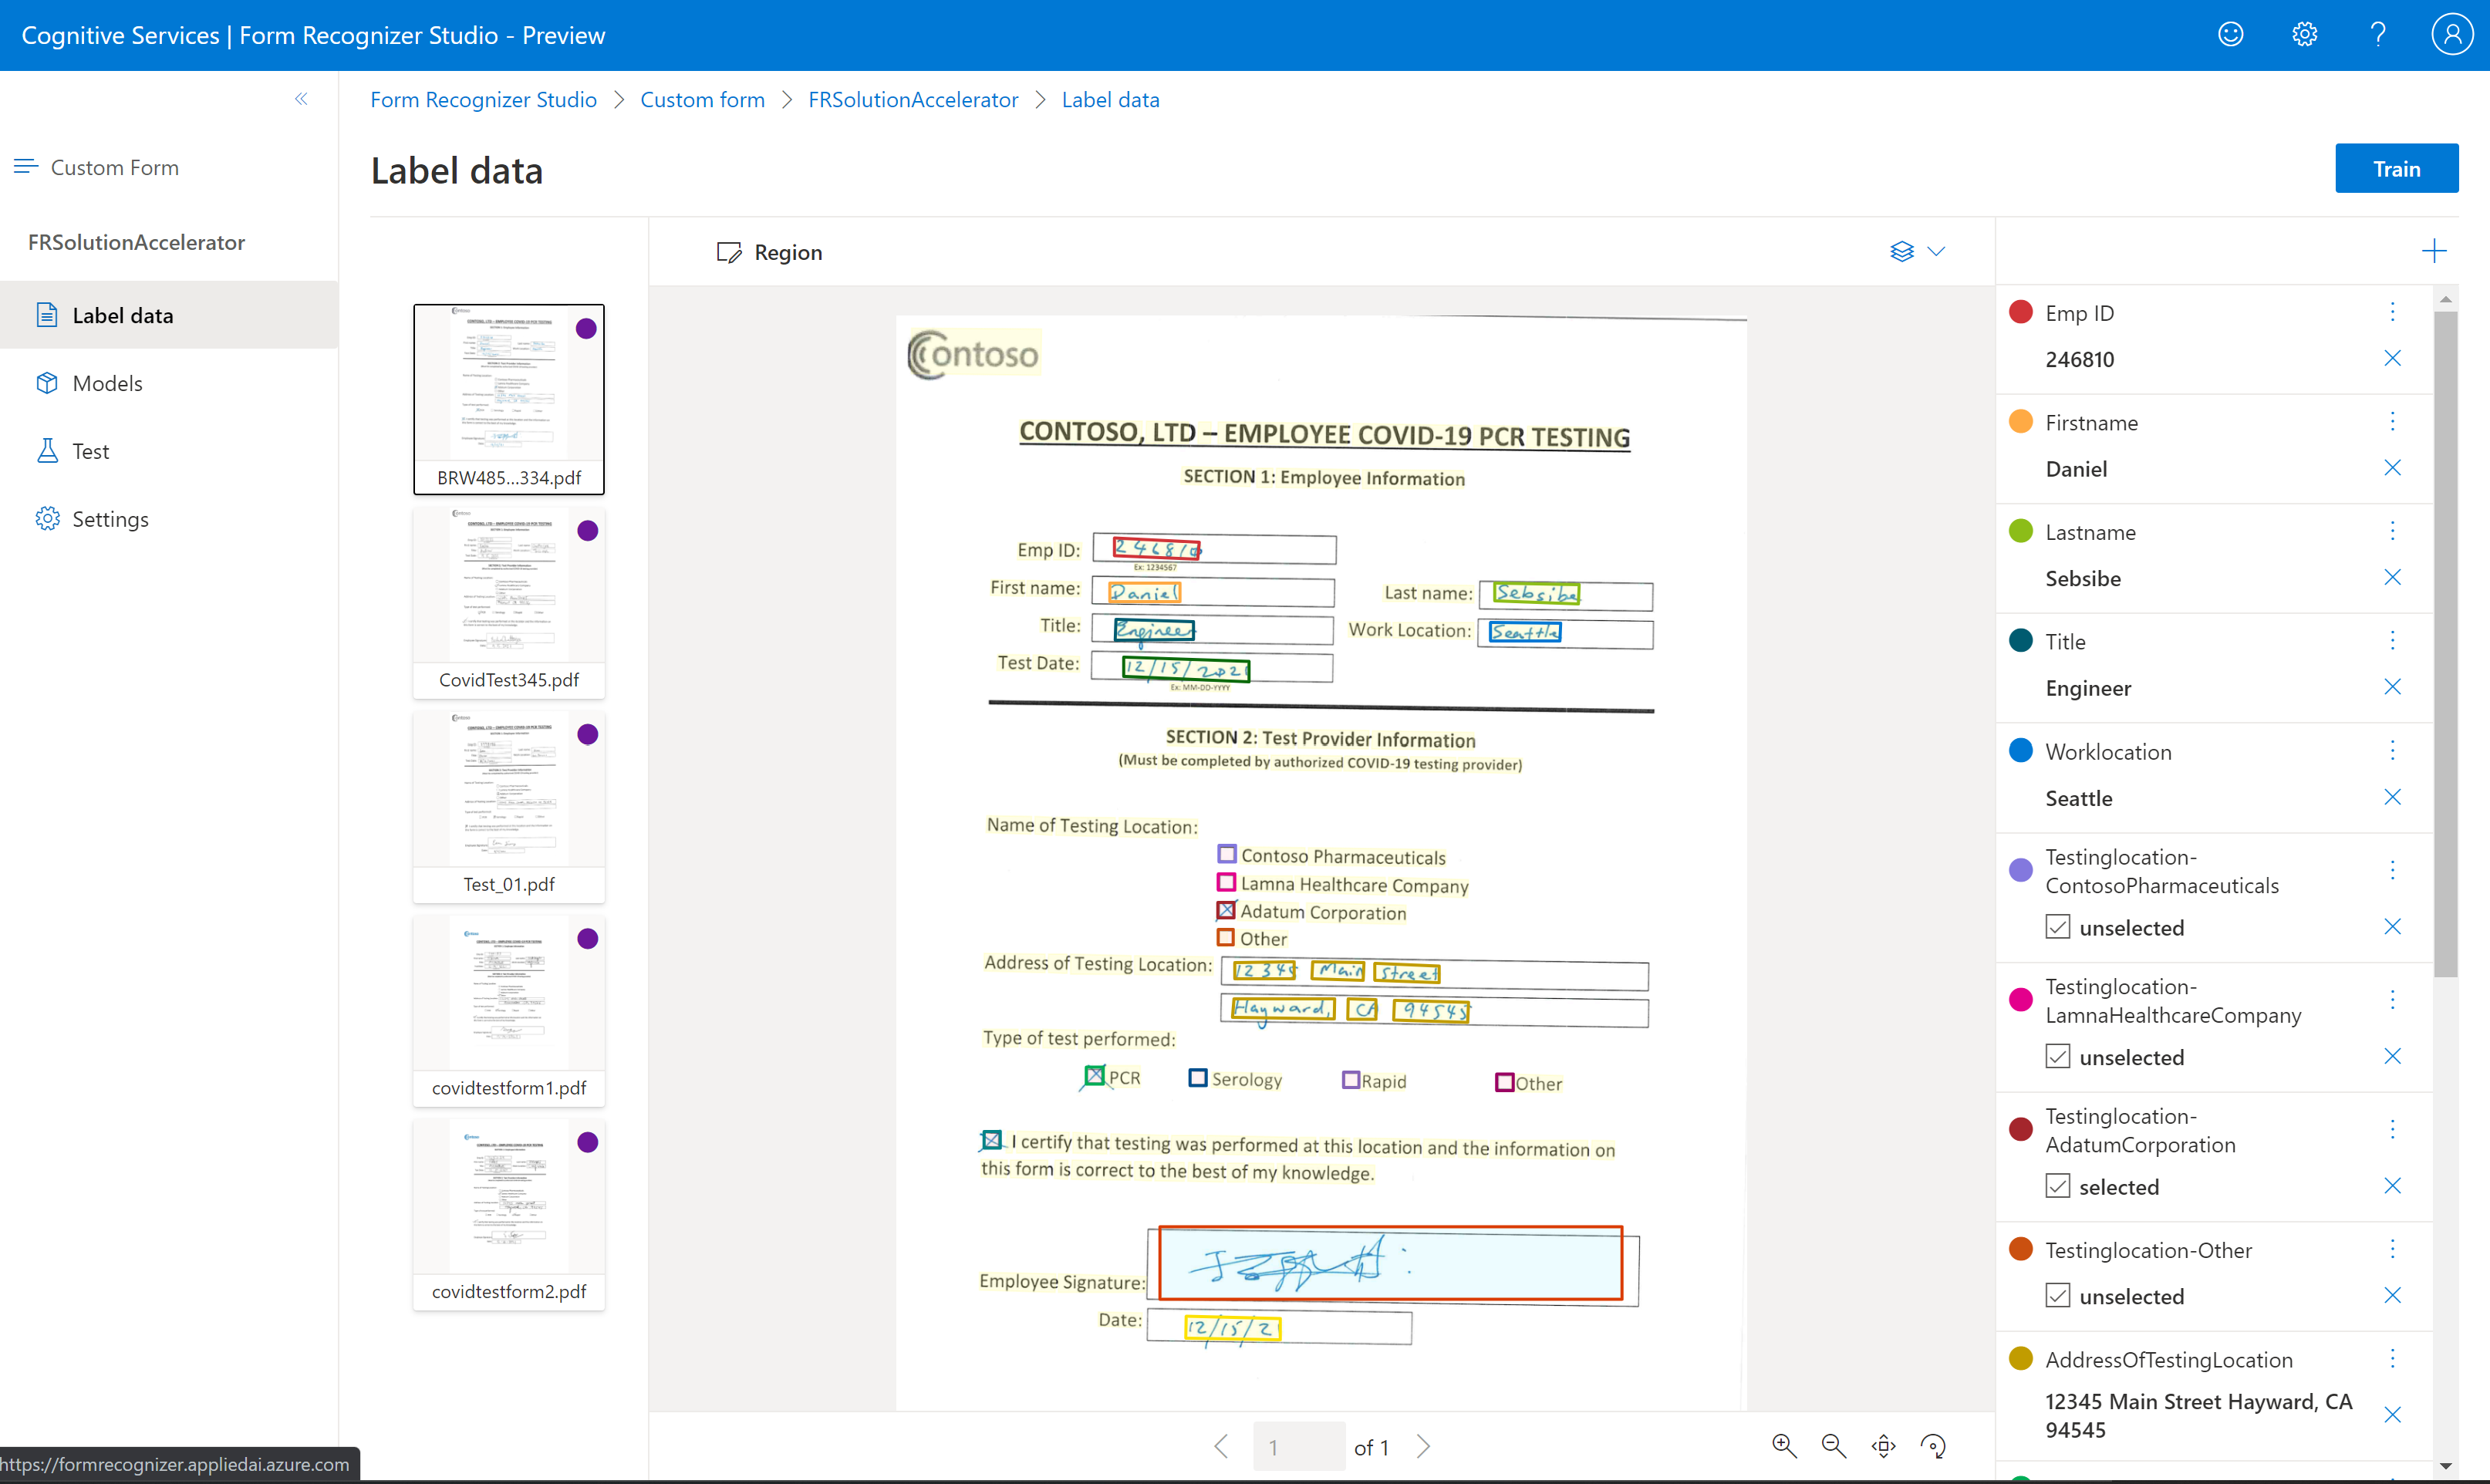 Cognitive Services | Form Recognizer Studio - Preview
Form Recognizer Studio > Custom form > FRSolutionAccelerator > Label data
Custom Form
Label data
Train
FRSolutionAccelerator
Label data
Models
Test
Settings
BRW485...334.pdf
CovidTest345.pdf
Test_01.pdf
covidtestform1.pdf
covidtestform2.pdf
Region
Contoso
CONTOSO, LTD – EMPLOYEE COVID-19 PCR TESTING
SECTION 1: Employee Information
Emp ID: 246810
Ex: 1234567
First name: Daniel Last name: Sebsibe
Title: Engineer Work Location: Seattle
Test Date: 12/15/2021
Ex: MM-DD-YYYY
SECTION 2: Test Provider Information
(Must be completed by authorized COVID-19 testing provider)
Name of Testing Location:
Contoso Pharmaceuticals
Lamna Healthcare Company
Adatum Corporation
Other
Address of Testing Location: 12345 Main Street
Hayward, CA 94545
Type of test performed:
PCR Serology Rapid Other
I certify that testing was performed at this location and the information on
this form is correct to the best of my knowledge.
Employee Signature:
Date: 12/15/21
1 of 1
Emp ID
246810
Firstname
Daniel
Lastname
Sebsibe
Title
Engineer
Worklocation
Seattle
Testinglocation-
ContosoPharmaceuticals
unselected
Testinglocation-
LamnaHealthcareCompany
unselected
Testinglocation-
AdatumCorporation
selected
Testinglocation-Other
unselected
AddressOfTestingLocation
12345 Main Street Hayward, CA
94545
https://formrecognizer.appliedai.azure.com